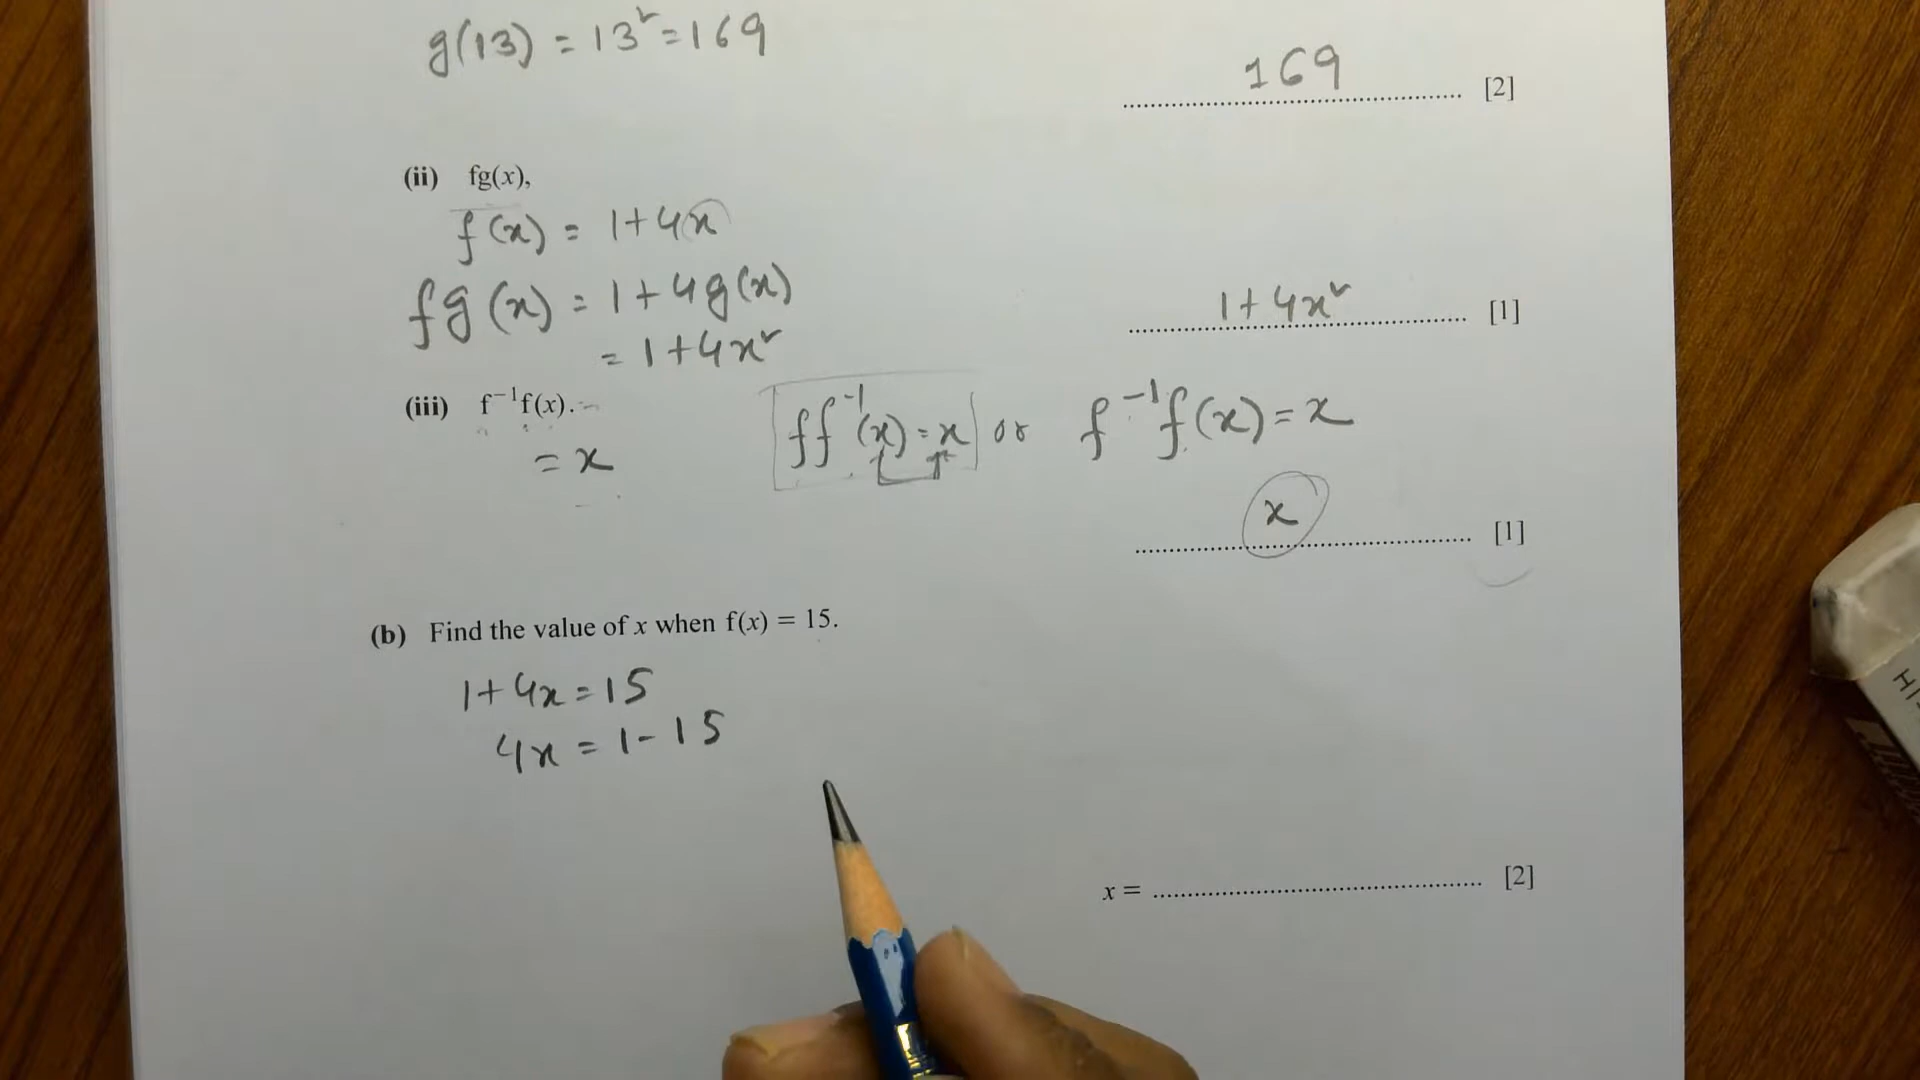 g(13) = 13² = 169
169
[2]
(ii) fg(x),
f(x) = 1+4x
fg(x) = 1+4g(x)
= 1+4x²
1+4x²
[1]
(iii) f⁻¹f(x).
= x
ff⁻¹(x) = x or f⁻¹f(x) = x
x
[1]
(b) Find the value of x when f(x) = 15.
1+4x = 15
4x = 1-15
x = [2]